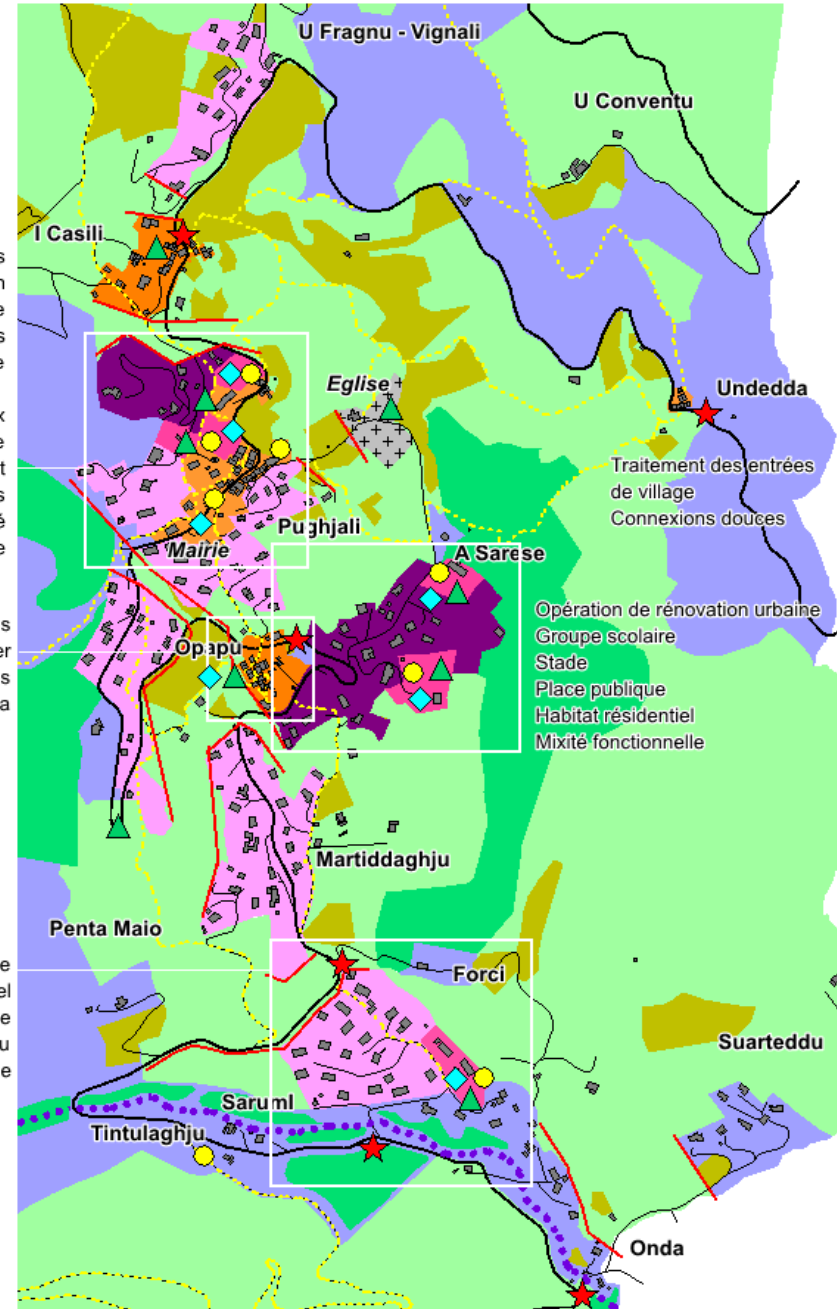 U Fragnu - Vignali
U Conventu
I Casili
s
n
e
s
e
Eglise
Undedda
x
e
t
s
é
e
Traitement des entrées
de village
Connexions douces
Pughjali
Mairie
A Sarese
Opération de rénovation urbaine
Groupe scolaire
Stade
Place publique
Habitat résidentiel
Mixité fonctionnelle
s
er
s
a
Opapu
Martiddaghju
Penta Maio
e
el
e
u
e
Forci
Suarteddu
Saruml
Tintulaghju
Onda